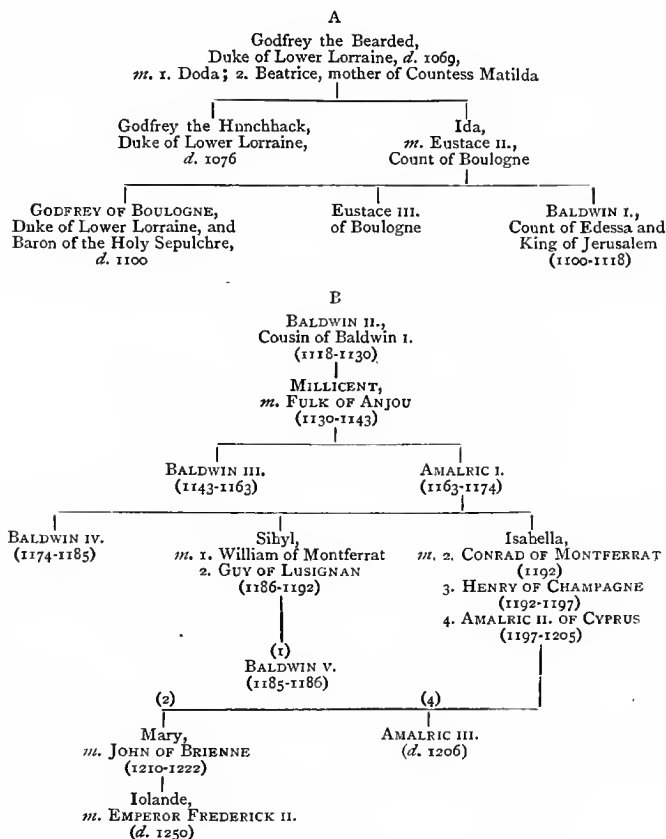 A
Godfrey the Bearded,
Duke of Lower Lorraine, d. 1069,
m. 1. Doda; 2. Beatrice, mother of Countess Matilda
Godfrey the Hunchback,
Duke of Lower Lorraine,
d. 1076
Ida,
m. Eustace II.,
Count of Boulogne
GODFREY OF BOULOGNE,
Duke of Lower Lorraine, and
Baron of the Holy Sepulchre,
d. 1100
Eustace III.
of Boulogne
BALDWIN I.,
Count of Edessa and
King of Jerusalem
(1100-1118)
B
BALDWIN II.,
Cousin of Baldwin I.
(1118-1130)
MILLICENT,
m. FULK OF ANJOU
(1130-1143)
BALDWIN III.
(1143-1163)
AMALRIC I.
(1163-1174)
BALDWIN IV.
(1174-1185)
Sibyl,
m. 1. William of Montferrat
2. GUY OF LUSIGNAN
(1186-1192)
Isabella,
m. 2. CONRAD OF MONTFERRAT
(1192)
3. HENRY OF CHAMPAGNE
(1192-1197)
4. AMALRIC II. OF CYPRUS
(1197-1205)
(1)
BALDWIN V.
(1185-1186)
(2)
Mary,
m. JOHN OF BRIENNE
(1210-1222)
(4)
AMALRIC III.
(d. 1206)
Iolande,
m. EMPEROR FREDERICK II.
(d. 1250)